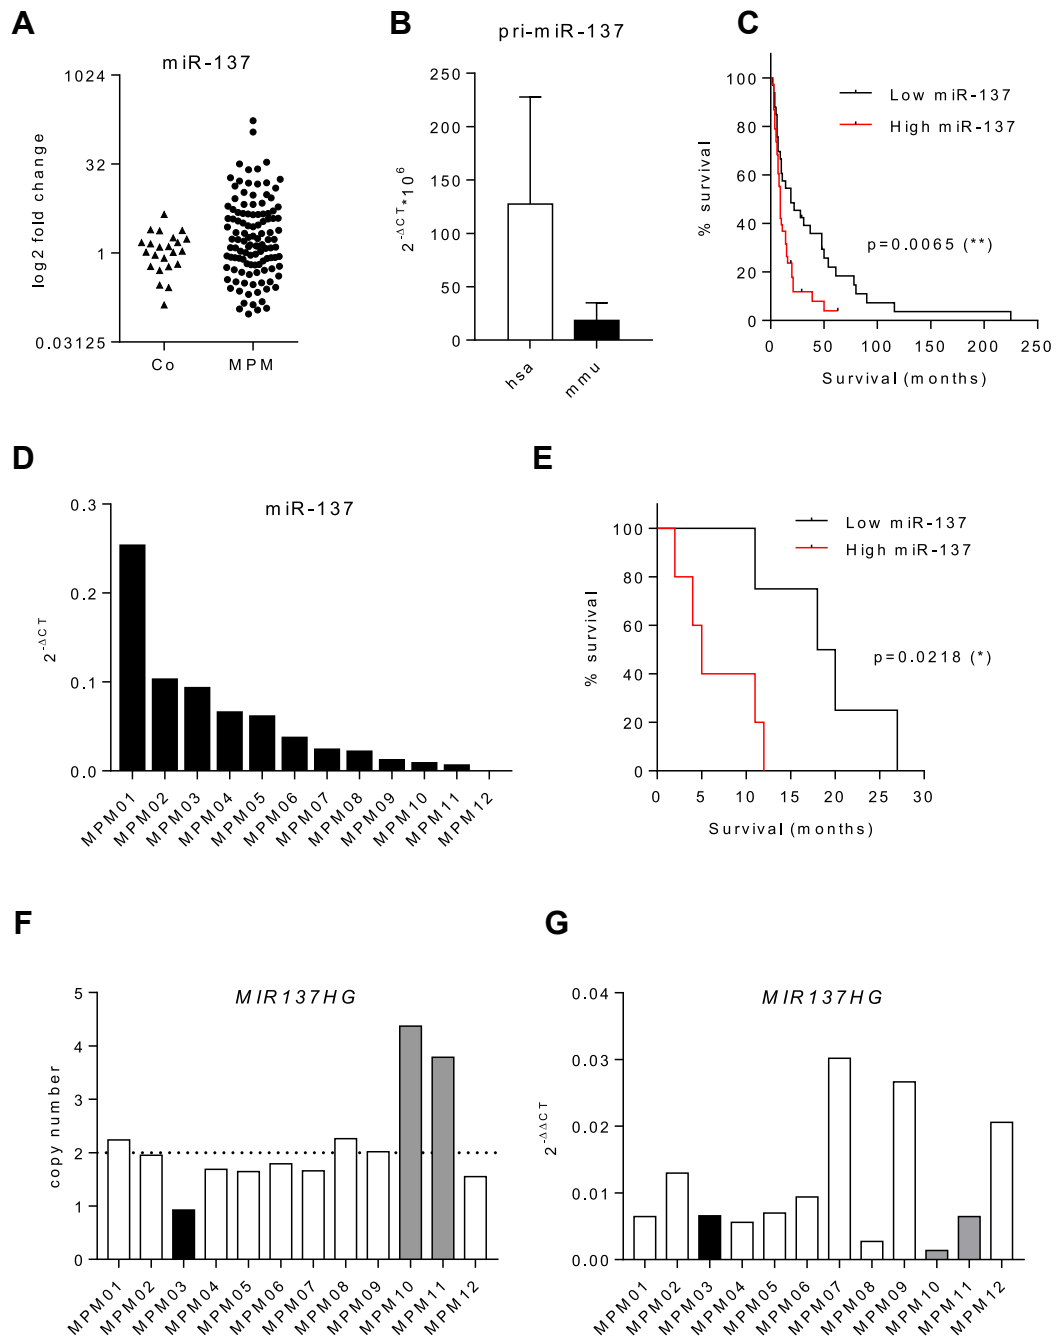 A
miR-137
log2 fold change
1024
32
1
0.03125
Co
MPM
B
pri-miR-137
2^-ΔCT*10^6
250
200
150
100
50
0
hsa
mmu
C
Low miR-137
High miR-137
% survival
100
80
60
40
20
0
p=0.0065 (**)
0 50 100 150 200 250
Survival (months)
D
miR-137
2^-ΔCT
0.3
0.2
0.1
0.0
MPM01 MPM02 MPM03 MPM04 MPM05 MPM06 MPM07 MPM08 MPM09 MPM10 MPM11 MPM12
E
Low miR-137
High miR-137
% survival
100
80
60
40
20
0
p=0.0218 (*)
0 5 10 15 20 25 30
Survival (months)
F
MIR137HG
copy number
5
4
3
2
1
0
MPM01 MPM02 MPM03 MPM04 MPM05 MPM06 MPM07 MPM08 MPM09 MPM10 MPM11 MPM12
G
MIR137HG
2^-ΔΔCT
0.04
0.03
0.02
0.01
0.00
MPM01 MPM02 MPM03 MPM04 MPM05 MPM06 MPM07 MPM08 MPM09 MPM10 MPM11 MPM12